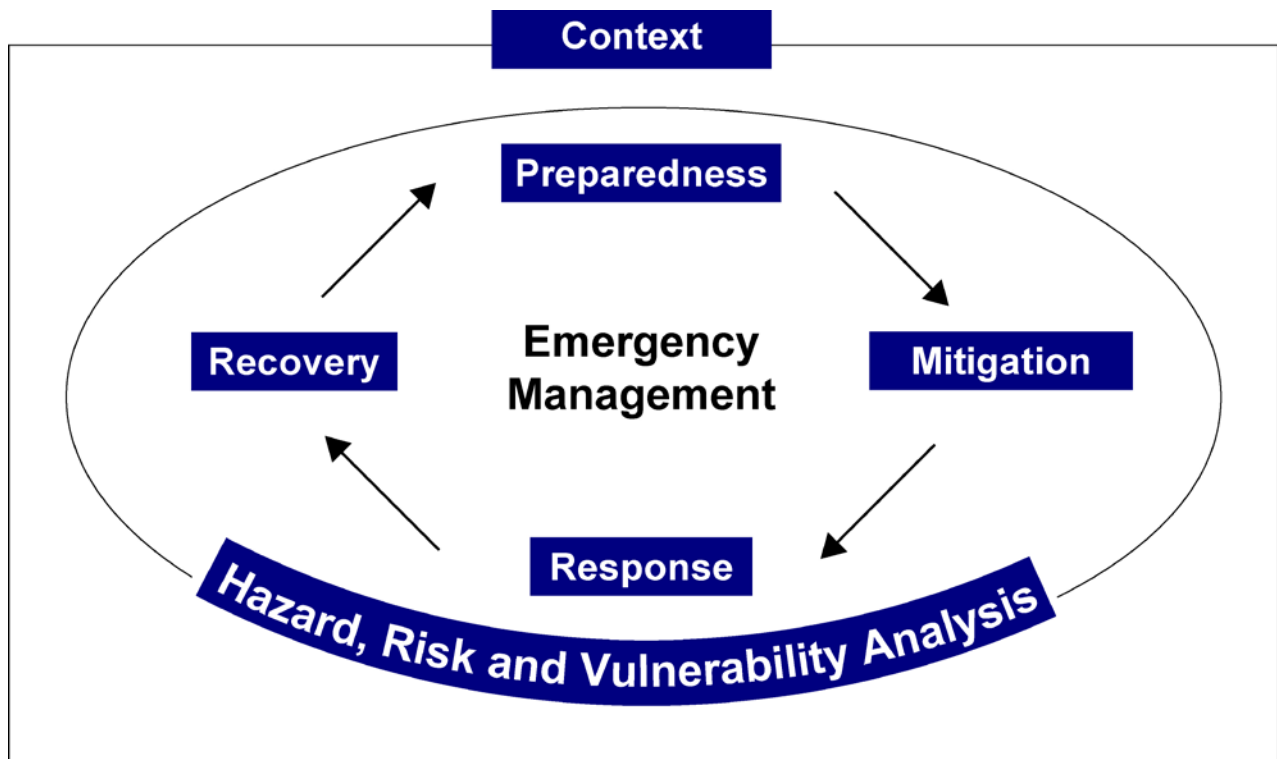 Context
Preparedness
Emergency
Management
Recovery
Mitigation
Response
Hazard, Risk and Vulnerability Analysis